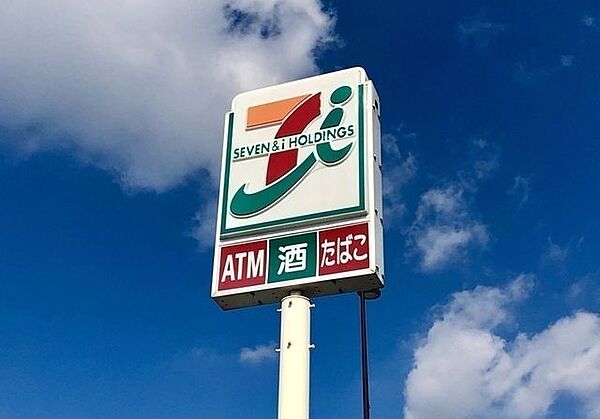 SEVEN & i HOLDINGS
ATM 酒 たばこ